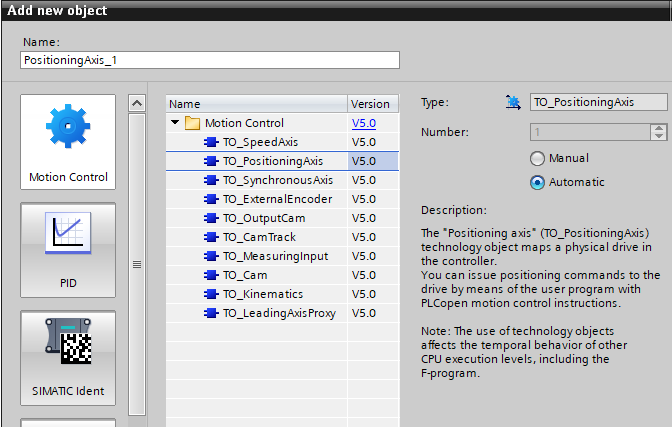 Add new object
Name:
PositioningAxis_1
Motion Control
PID
SIMATIC Ident
Name Version
Motion Control V5.0
TO_SpeedAxis V5.0
TO_PositioningAxis V5.0
TO_SynchronousAxis V5.0
TO_ExternalEncoder V5.0
TO_OutputCam V5.0
TO_CamTrack V5.0
TO_MeasuringInput V5.0
TO_Cam V5.0
TO_Kinematics V5.0
TO_LeadingAxisProxy V5.0
Type: TO_PositioningAxis
Number: 1
Manual
Automatic
Description:
The "Positioning axis" (TO_PositioningAxis)
technology object maps a physical drive in
the controller.
You can issue positioning commands to the
drive by means of the user program with
PLCopen motion control instructions.
Note: The use of technology objects
affects the temporal behavior of other
CPU execution levels, including the
F-program.